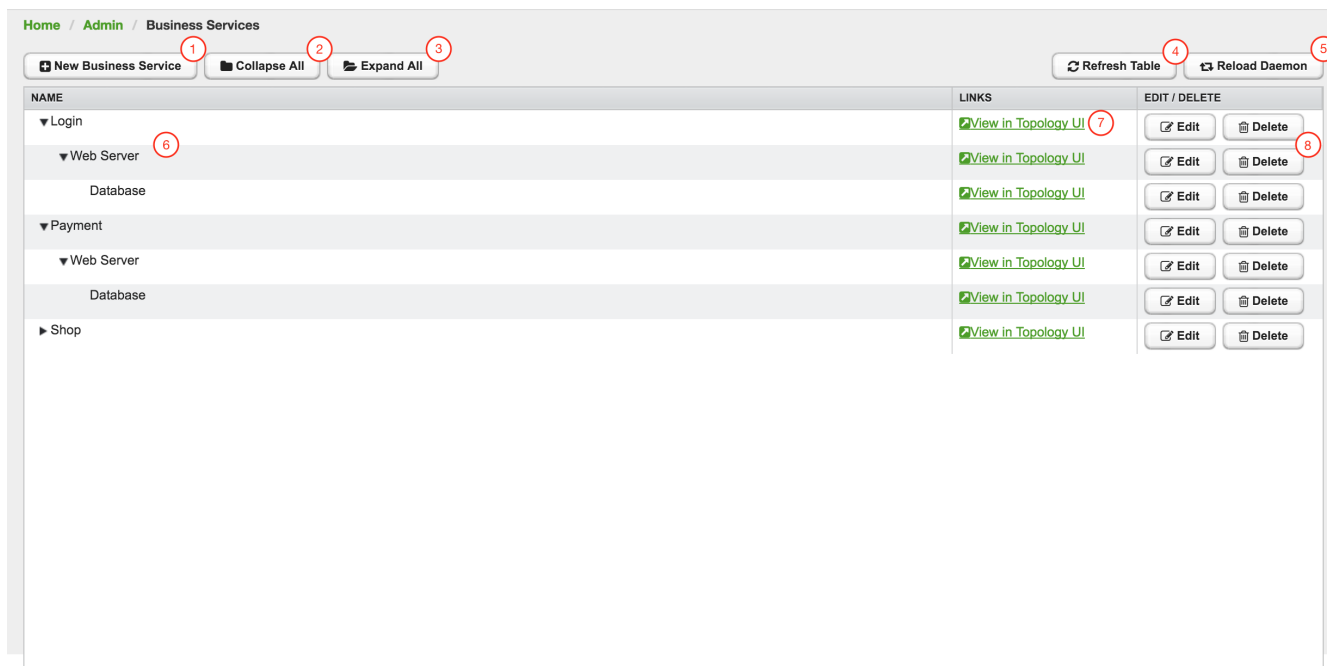 Home / Admin / Business Services
1 2 3 4 5
New Business Service Collapse All Expand All Refresh Table Reload Daemon
NAME LINKS EDIT / DELETE
Login View in Topology UI 7 Edit Delete
6 8
Web Server View in Topology UI Edit Delete
Database View in Topology UI Edit Delete
Payment View in Topology UI Edit Delete
Web Server View in Topology UI Edit Delete
Database View in Topology UI Edit Delete
Shop View in Topology UI Edit Delete